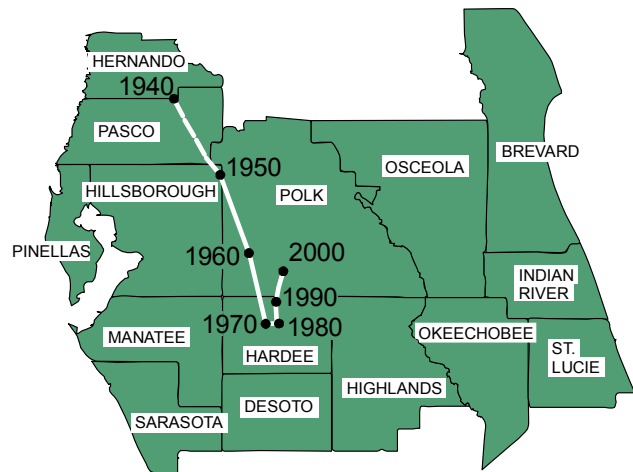 HERNANDO
1940
PASCO
BREVARD
1950
OSCEOLA
HILLSBOROUGH
POLK
PINELLAS
1960
2000
INDIAN
RIVER
1990
1970
1980
MANATEE
OKEECHOBEE
ST.
LUCIE
HARDEE
HIGHLANDS
DESOTO
SARASOTA